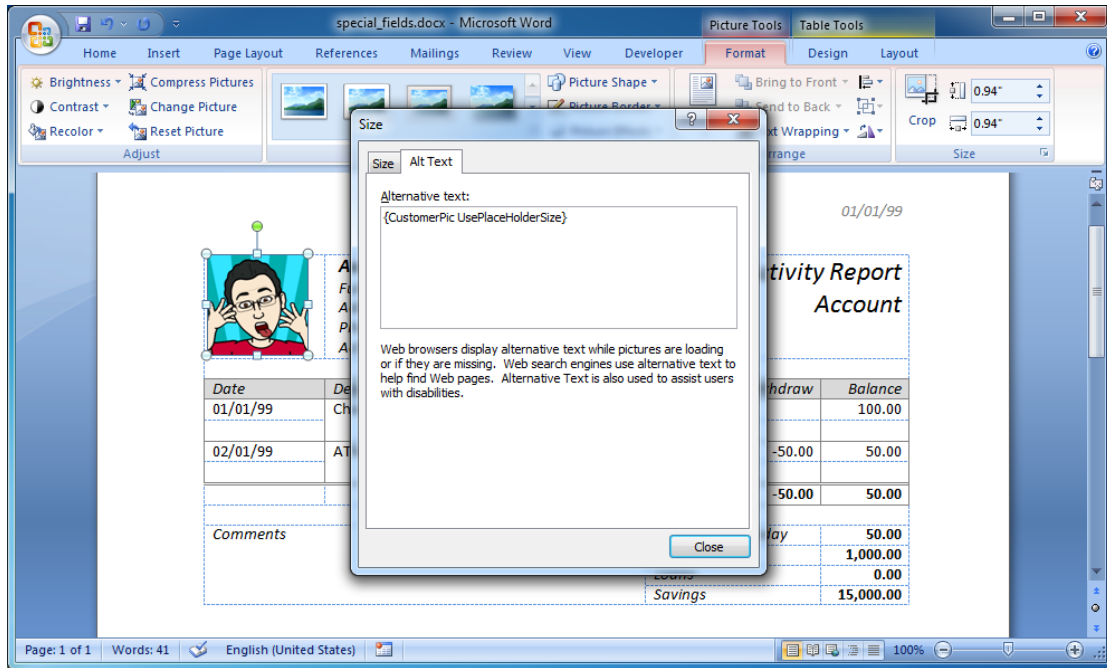 special_fields.docx - Microsoft Word
Picture Tools
Table Tools
Home
Insert
Page Layout
References
Mailings
Review
View
Developer
Format
Design
Layout
Brightness
Compress Pictures
Contrast
Change Picture
Recolor
Reset Picture
Adjust
Picture Shape
Picture Border
Bring to Front
Send to Back
Text Wrapping
Crop
0.94"
0.94"
Size
Size
Size
Alt Text
Alternative text:
{CustomerPic UsePlaceHolderSize}
Web browsers display alternative text while pictures are loading
or if they are missing. Web search engines use alternative text to
help find Web pages. Alternative Text is also used to assist users
with disabilities.
Close
01/01/99
Report
Account
Date
Balance
01/01/99
100.00
02/01/99
-50.00
50.00
-50.00
50.00
Comments
50.00
1,000.00
0.00
Savings
15,000.00
Page: 1 of 1
Words: 41
English (United States)
100%